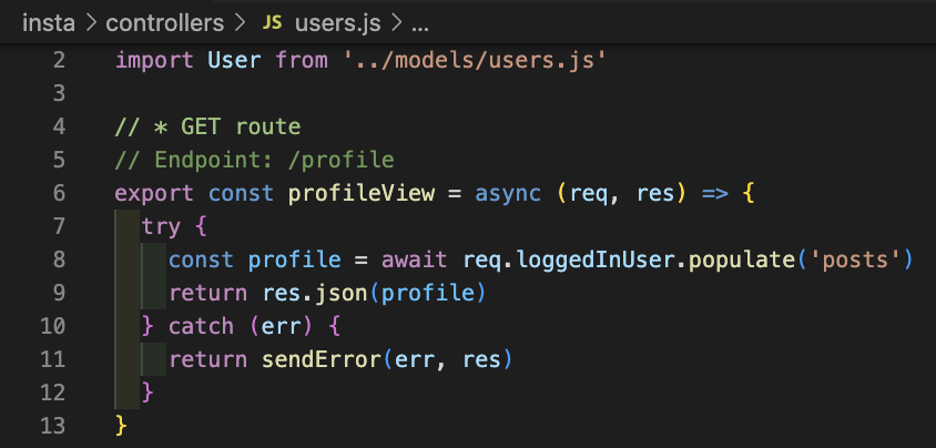 insta > controllers > JS users.js > ...
2 import User from '../models/users.js'
3
4 // * GET route
5 // Endpoint: /profile
6 export const profileView = async (req, res) => {
7 try {
8 const profile = await req.loggedInUser.populate('posts')
9 return res.json(profile)
10 } catch (err) {
11 return sendError(err, res)
12 }
13 }